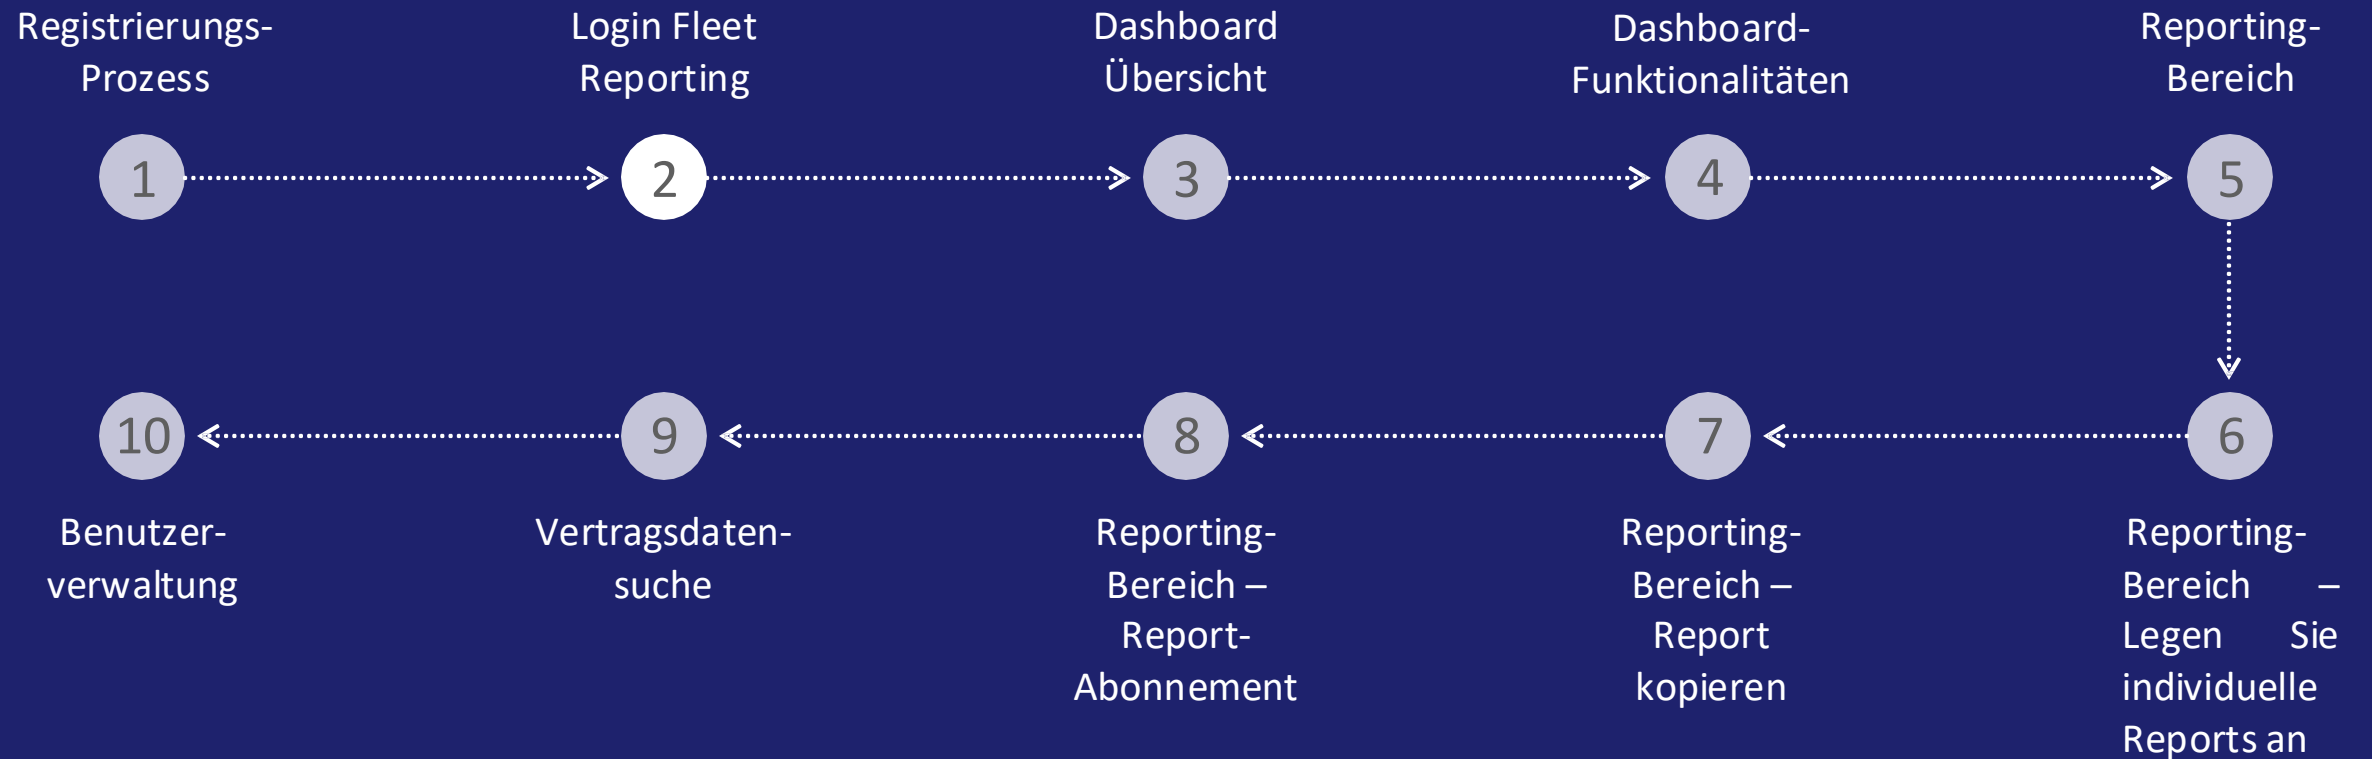 Registrierungs-
Prozess
Login Fleet
Reporting
Dashboard
Übersicht
Dashboard-
Funktionalitäten
Reporting-
Bereich
1
2
3
4
5
10
9
8
7
6
Benutzer-
verwaltung
Vertragsdaten-
suche
Reporting-
Bereich –
Report-
Abonnement
Reporting-
Bereich –
Report
kopieren
Reporting-
Bereich –
Legen Sie
individuelle
Reports an